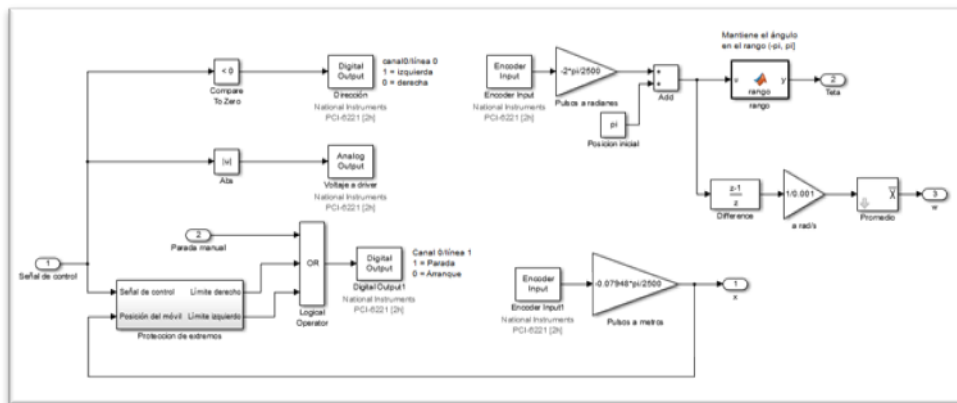 < 0
Compare
To Zero
Digital
Output
Dirección
National Instruments
PCI-6221 [2h]
canal0/línea 0
1 = izquierda
0 = derecha
|u|
Abs
Analog
Output
Voltaje a driver
National Instruments
PCI-6221 [2h]
2
Parada manual
1
Señal de control
Señal de control
Límite derecho
Posición del móvil
Límite izquierdo
Proteccion de extremos
OR
Logical
Operator
Digital
Output
Digital Output1
National Instruments
PCI-6221 [2h]
Canal 0/línea 1
1 = Parada
0 = Arranque
Encoder
Input
Encoder Input
National Instruments
PCI-6221 [2h]
-2*pi/2500
Pulsos a radianes
pi
Posicion inicial
+
+
Add
Mantiene el ángulo
en el rango (-pi, pi]
v
y
rango
rango
2
Teta
z-1
z
Difference
1/0.001
a rad/s
X
Promedio
3
w
Encoder
Input
Encoder Input1
National Instruments
PCI-6221 [2h]
-0.07948*pi/2500
Pulsos a metros
1
x